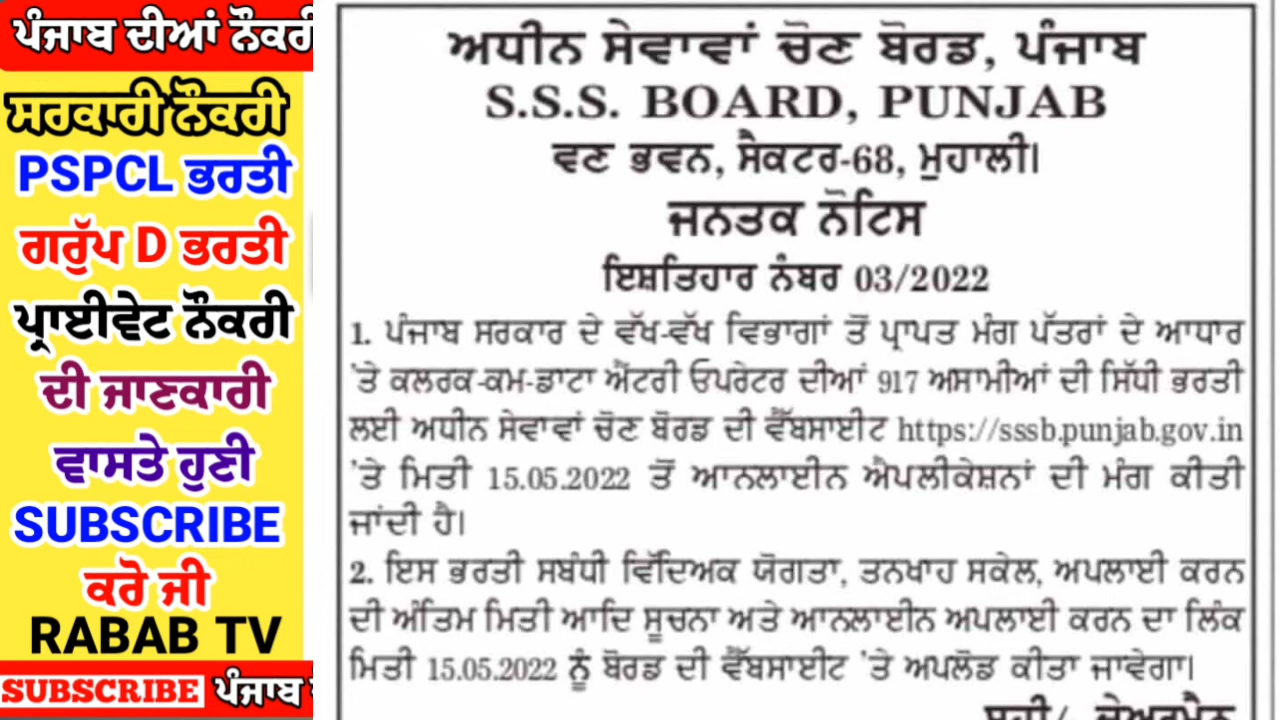 ਪੰਜਾਬ ਦੀਆਂ ਨੌਕਰੀ
ਸਰਕਾਰੀ ਨੌਕਰੀ
PSPCL ਭਰਤੀ
ਗਰੁੱਪ D ਭਰਤੀ
ਪ੍ਰਾਈਵੇਟ ਨੌਕਰੀ
ਦੀ ਜਾਣਕਾਰੀ
ਵਾਸਤੇ ਹੁਣੀ
SUBSCRIBE
ਕਰੋ ਜੀ
RABAB TV
SUBSCRIBE ਪੰਜਾਬ
ਅਧੀਨ ਸੇਵਾਵਾਂ ਚੋਣ ਬੋਰਡ, ਪੰਜਾਬ
S.S.S. BOARD, PUNJAB
ਵਣ ਭਵਨ, ਸੈਕਟਰ-68, ਮੁਹਾਲੀ।
ਜਨਤਕ ਨੋਟਿਸ
ਇਸ਼ਤਿਹਾਰ ਨੰਬਰ 03/2022
1. ਪੰਜਾਬ ਸਰਕਾਰ ਦੇ ਵੱਖ-ਵੱਖ ਵਿਭਾਗਾਂ ਤੋਂ ਪ੍ਰਾਪਤ ਮੰਗ ਪੱਤਰਾਂ ਦੇ ਆਧਾਰ
'ਤੇ ਕਲਰਕ-ਕਮ-ਡਾਟਾ ਐਂਟਰੀ ਓਪਰੇਟਰ ਦੀਆਂ 917 ਅਸਾਮੀਆਂ ਦੀ ਸਿੱਧੀ ਭਰਤੀ
ਲਈ ਅਧੀਨ ਸੇਵਾਵਾਂ ਚੋਣ ਬੋਰਡ ਦੀ ਵੈੱਬਸਾਈਟ https://sssb.punjab.gov.in
'ਤੇ ਮਿਤੀ 15.05.2022 ਤੋਂ ਆਨਲਾਈਨ ਐਪਲੀਕੇਸ਼ਨਾਂ ਦੀ ਮੰਗ ਕੀਤੀ
ਜਾਂਦੀ ਹੈ।
2. ਇਸ ਭਰਤੀ ਸਬੰਧੀ ਵਿੱਦਿਅਕ ਯੋਗਤਾ, ਤਨਖਾਹ ਸਕੇਲ, ਅਪਲਾਈ ਕਰਨ
ਦੀ ਅੰਤਿਮ ਮਿਤੀ ਆਦਿ ਸੂਚਨਾ ਅਤੇ ਆਨਲਾਈਨ ਅਪਲਾਈ ਕਰਨ ਦਾ ਲਿੰਕ
ਮਿਤੀ 15.05.2022 ਨੂੰ ਬੋਰਡ ਦੀ ਵੈੱਬਸਾਈਟ 'ਤੇ ਅਪਲੋਡ ਕੀਤਾ ਜਾਵੇਗਾ।
ਸਹੀ/- ਚੇਅਰਮੈਨ